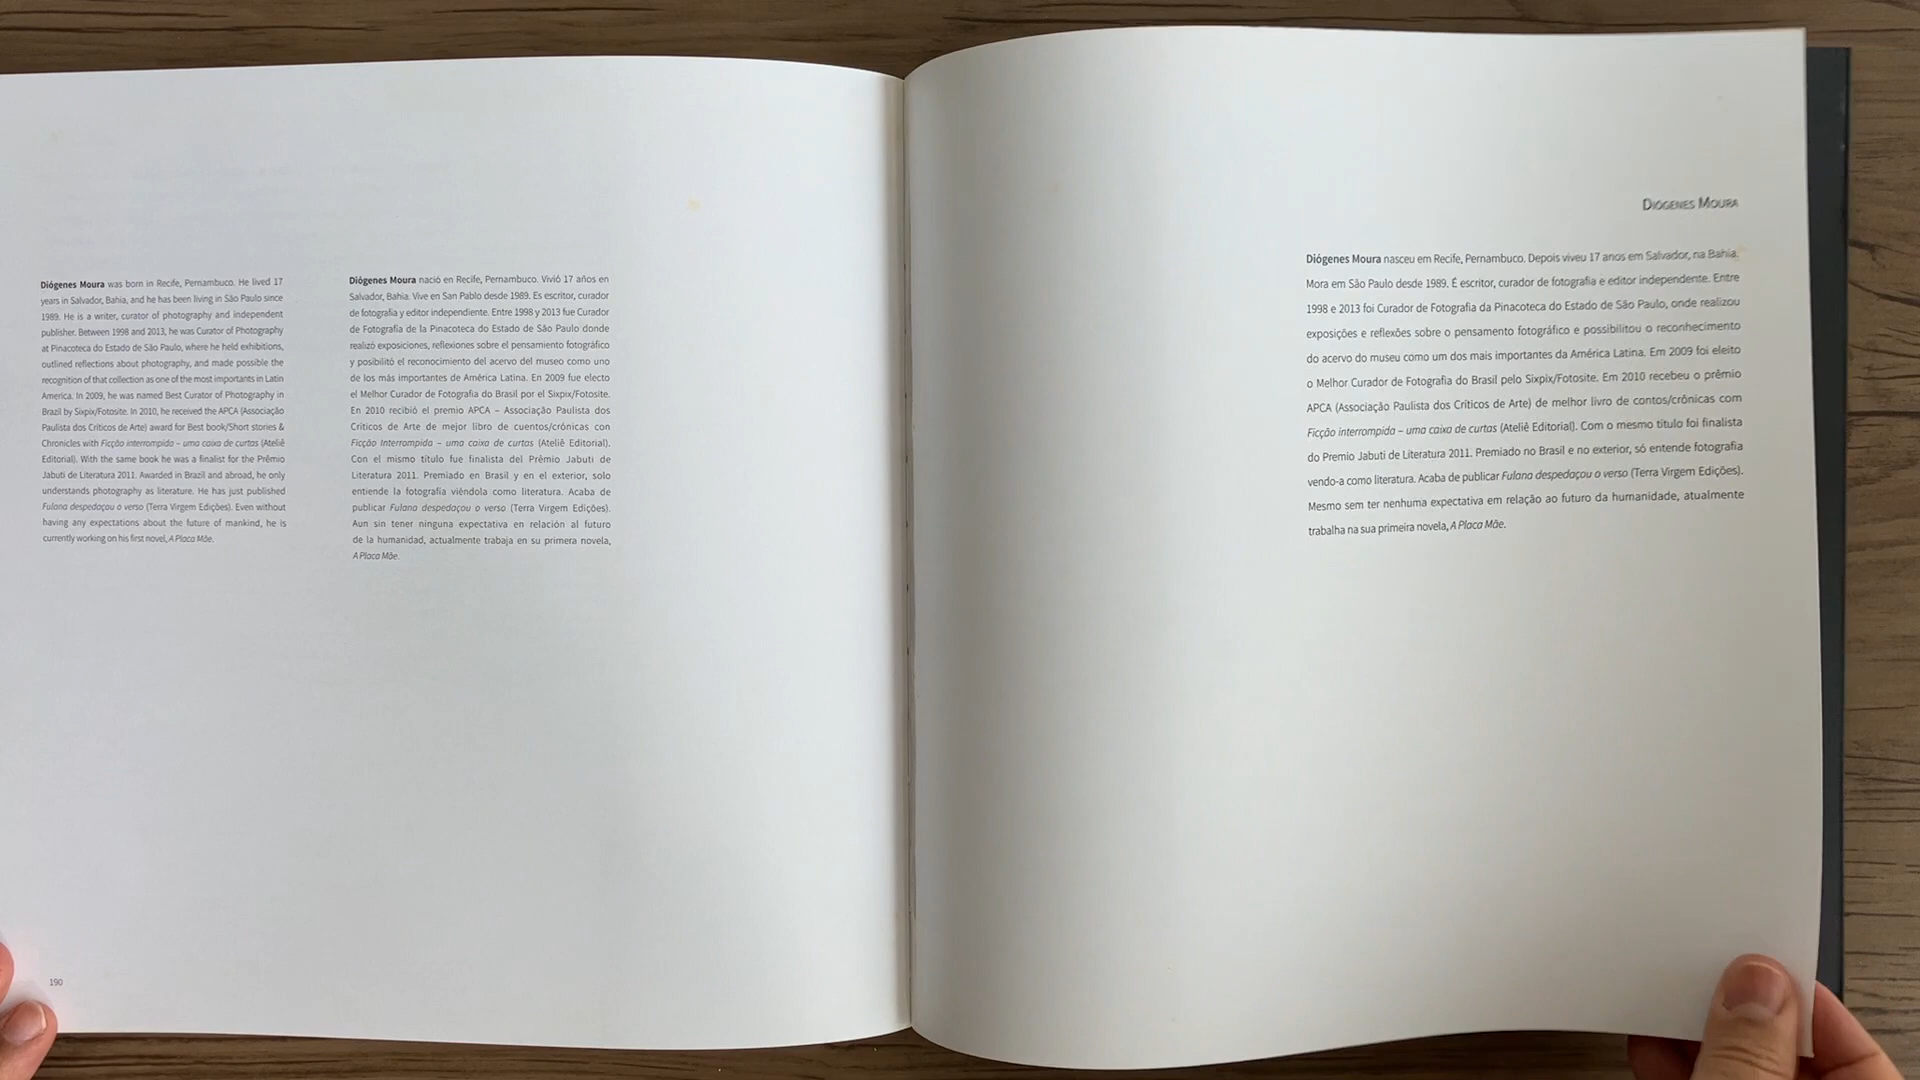 Diógenes Moura was born in Recife, Pernambuco. He lived 17
years in Salvador, Bahia, and he has been living in São Paulo since
1989. He is a writer, curator of photography and independent
publisher. Between 1998 and 2013, he was Curator of Photography
at Pinacoteca do Estado de São Paulo, where he held exhibitions,
outlined reflections about photography, and made possible the
recognition of that collection as one of the most importants in Latin
America. In 2009, he was named Best Curator of Photography in
Brazil by Sixpix/Fotosite. In 2010, he received the APCA (Associação
Paulista dos Críticos de Arte) award for Best book/Short stories &
Chronicles with Ficção interrompida – uma caixa de curtas (Ateliê
Editorial). With the same book he was a finalist for the Prêmio
Jabuti de Literatura 2011. Awarded in Brazil and abroad, he only
understands photography as literature. He has just published
Fulana despedaçou o verso (Terra Virgem Edições). Even without
having any expectations about the future of mankind, he is
currently working on his first novel, A Placa Mãe.
190
Diógenes Moura nació en Recife, Pernambuco. Vivió 17 años en
Salvador, Bahia. Vive en San Pablo desde 1989. Es escritor, curador
de fotografía y editor independiente. Entre 1998 y 2013 fue Curador
de Fotografía de la Pinacoteca do Estado de São Paulo donde
realizó exposiciones, reflexiones sobre el pensamiento fotográfico
y posibilitó el reconocimiento del acervo del museo como uno
de los más importantes de América Latina. En 2009 fue electo
el Melhor Curador de Fotografia do Brasil por el Sixpix/Fotosite.
En 2010 recibió el premio APCA – Associação Paulista dos
Críticos de Arte de mejor libro de cuentos/crónicas con
Ficção Interrompida – uma caixa de curtas (Ateliê Editorial).
Con el mismo título fue finalista del Prêmio Jabuti de
Literatura 2011. Premiado en Brasil y en el exterior, solo
entiende la fotografía viéndola como literatura. Acaba de
publicar Fulana despedaçou o verso (Terra Virgem Edições).
Aun sin tener ninguna expectativa en relación al futuro
de la humanidad, actualmente trabaja en su primera novela,
A Placa Mãe.
Diógenes Moura
Diógenes Moura nasceu em Recife, Pernambuco. Depois viveu 17 anos em Salvador, na Bahia.
Mora em São Paulo desde 1989. É escritor, curador de fotografia e editor independente. Entre
1998 e 2013 foi Curador de Fotografia da Pinacoteca do Estado de São Paulo, onde realizou
exposições e reflexões sobre o pensamento fotográfico e possibilitou o reconhecimento
do acervo do museu como um dos mais importantes da América Latina. Em 2009 foi eleito
o Melhor Curador de Fotografia do Brasil pelo Sixpix/Fotosite. Em 2010 recebeu o prêmio
APCA (Associação Paulista dos Críticos de Arte) de melhor livro de contos/crônicas com
Ficção interrompida – uma caixa de curtas (Ateliê Editorial). Com o mesmo título foi finalista
do Premio Jabuti de Literatura 2011. Premiado no Brasil e no exterior, só entende fotografia
vendo-a como literatura. Acaba de publicar Fulana despedaçou o verso (Terra Virgem Edições).
Mesmo sem ter nenhuma expectativa em relação ao futuro da humanidade, atualmente
trabalha na sua primeira novela, A Placa Mãe.